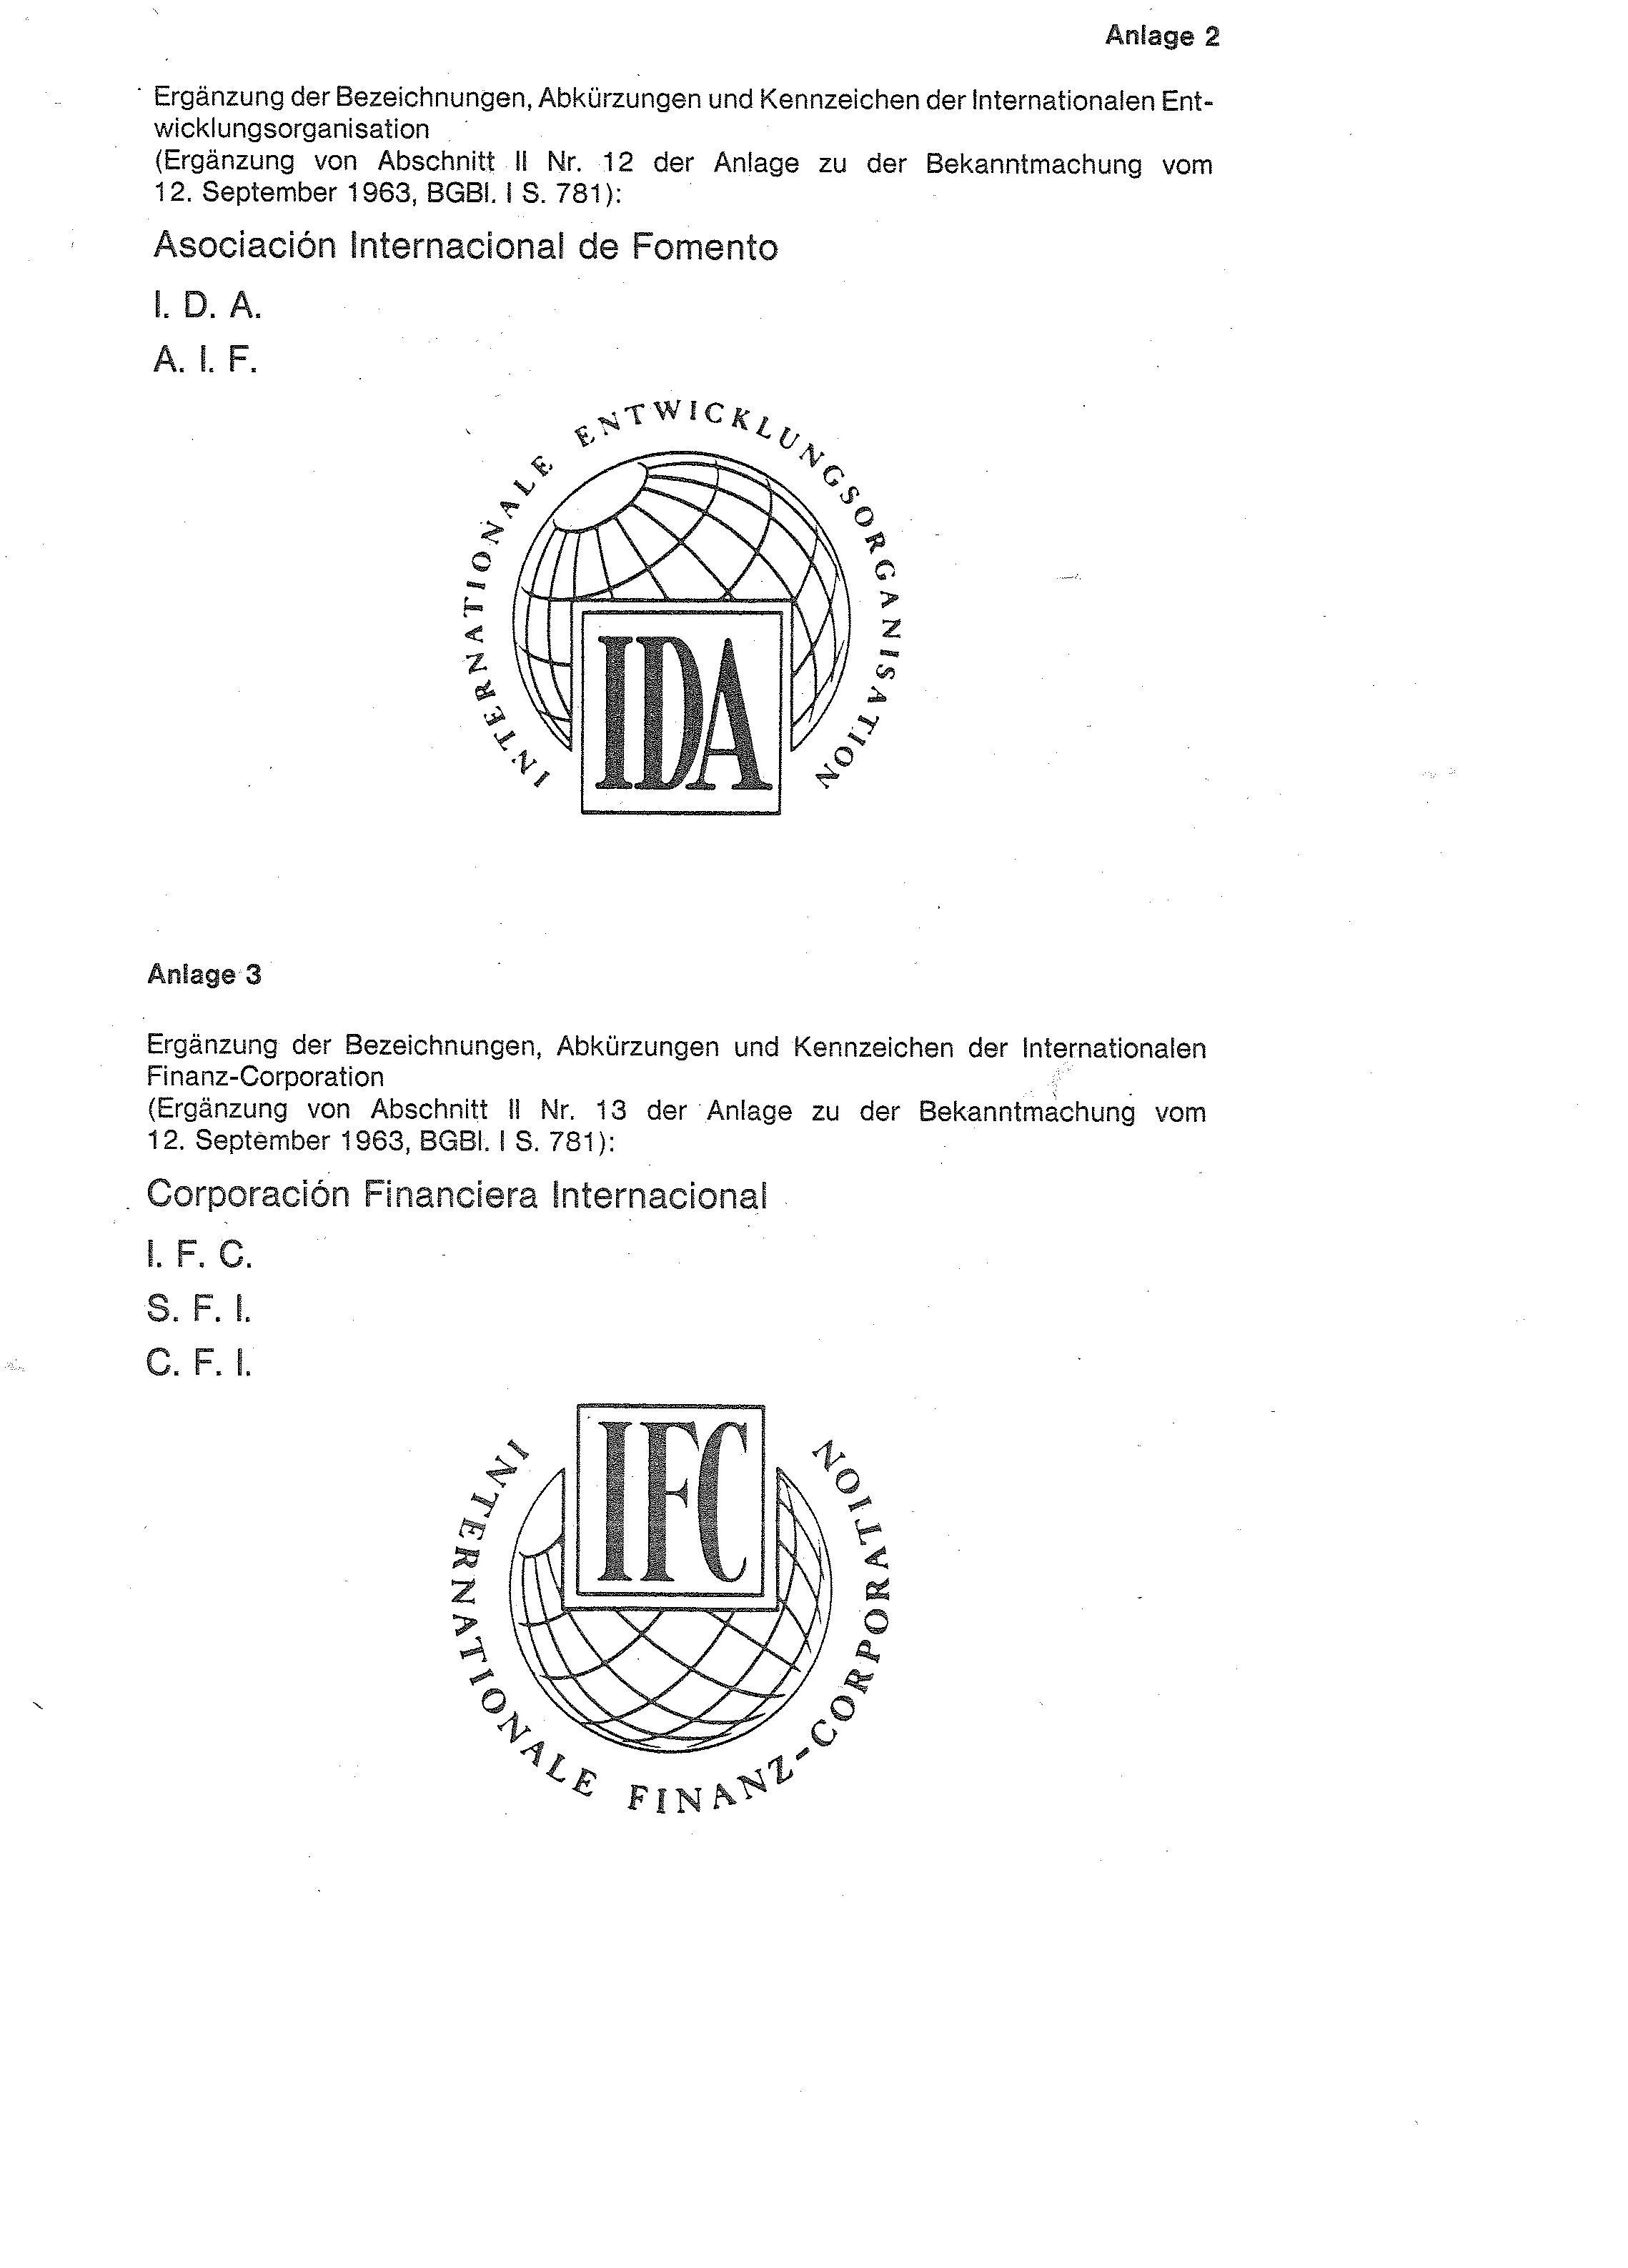 Anlage 2
Ergänzung der Bezeichnungen, Abkürzungen und Kennzeichen der Internationalen Ent-
wicklungsorganisation
(Ergänzung von Abschnitt II Nr. 12 der Anlage zu der Bekanntmachung vom
12. September 1963, BGBl. I S. 781):
Asociación Internacional de Fomento
I. D. A.
A. I. F.
INTERNATIONALE ENTWICKLUNGSORGANISATION
IDA
Anlage 3
Ergänzung der Bezeichnungen, Abkürzungen und Kennzeichen der Internationalen
Finanz-Corporation
(Ergänzung von Abschnitt II Nr. 13 der Anlage zu der Bekanntmachung vom
12. September 1963, BGBl. I S. 781):
Corporación Financiera Internacional
I. F. C.
S. F. I.
C. F. I.
IFC
INTERNATIONALE FINANZ-CORPORATION